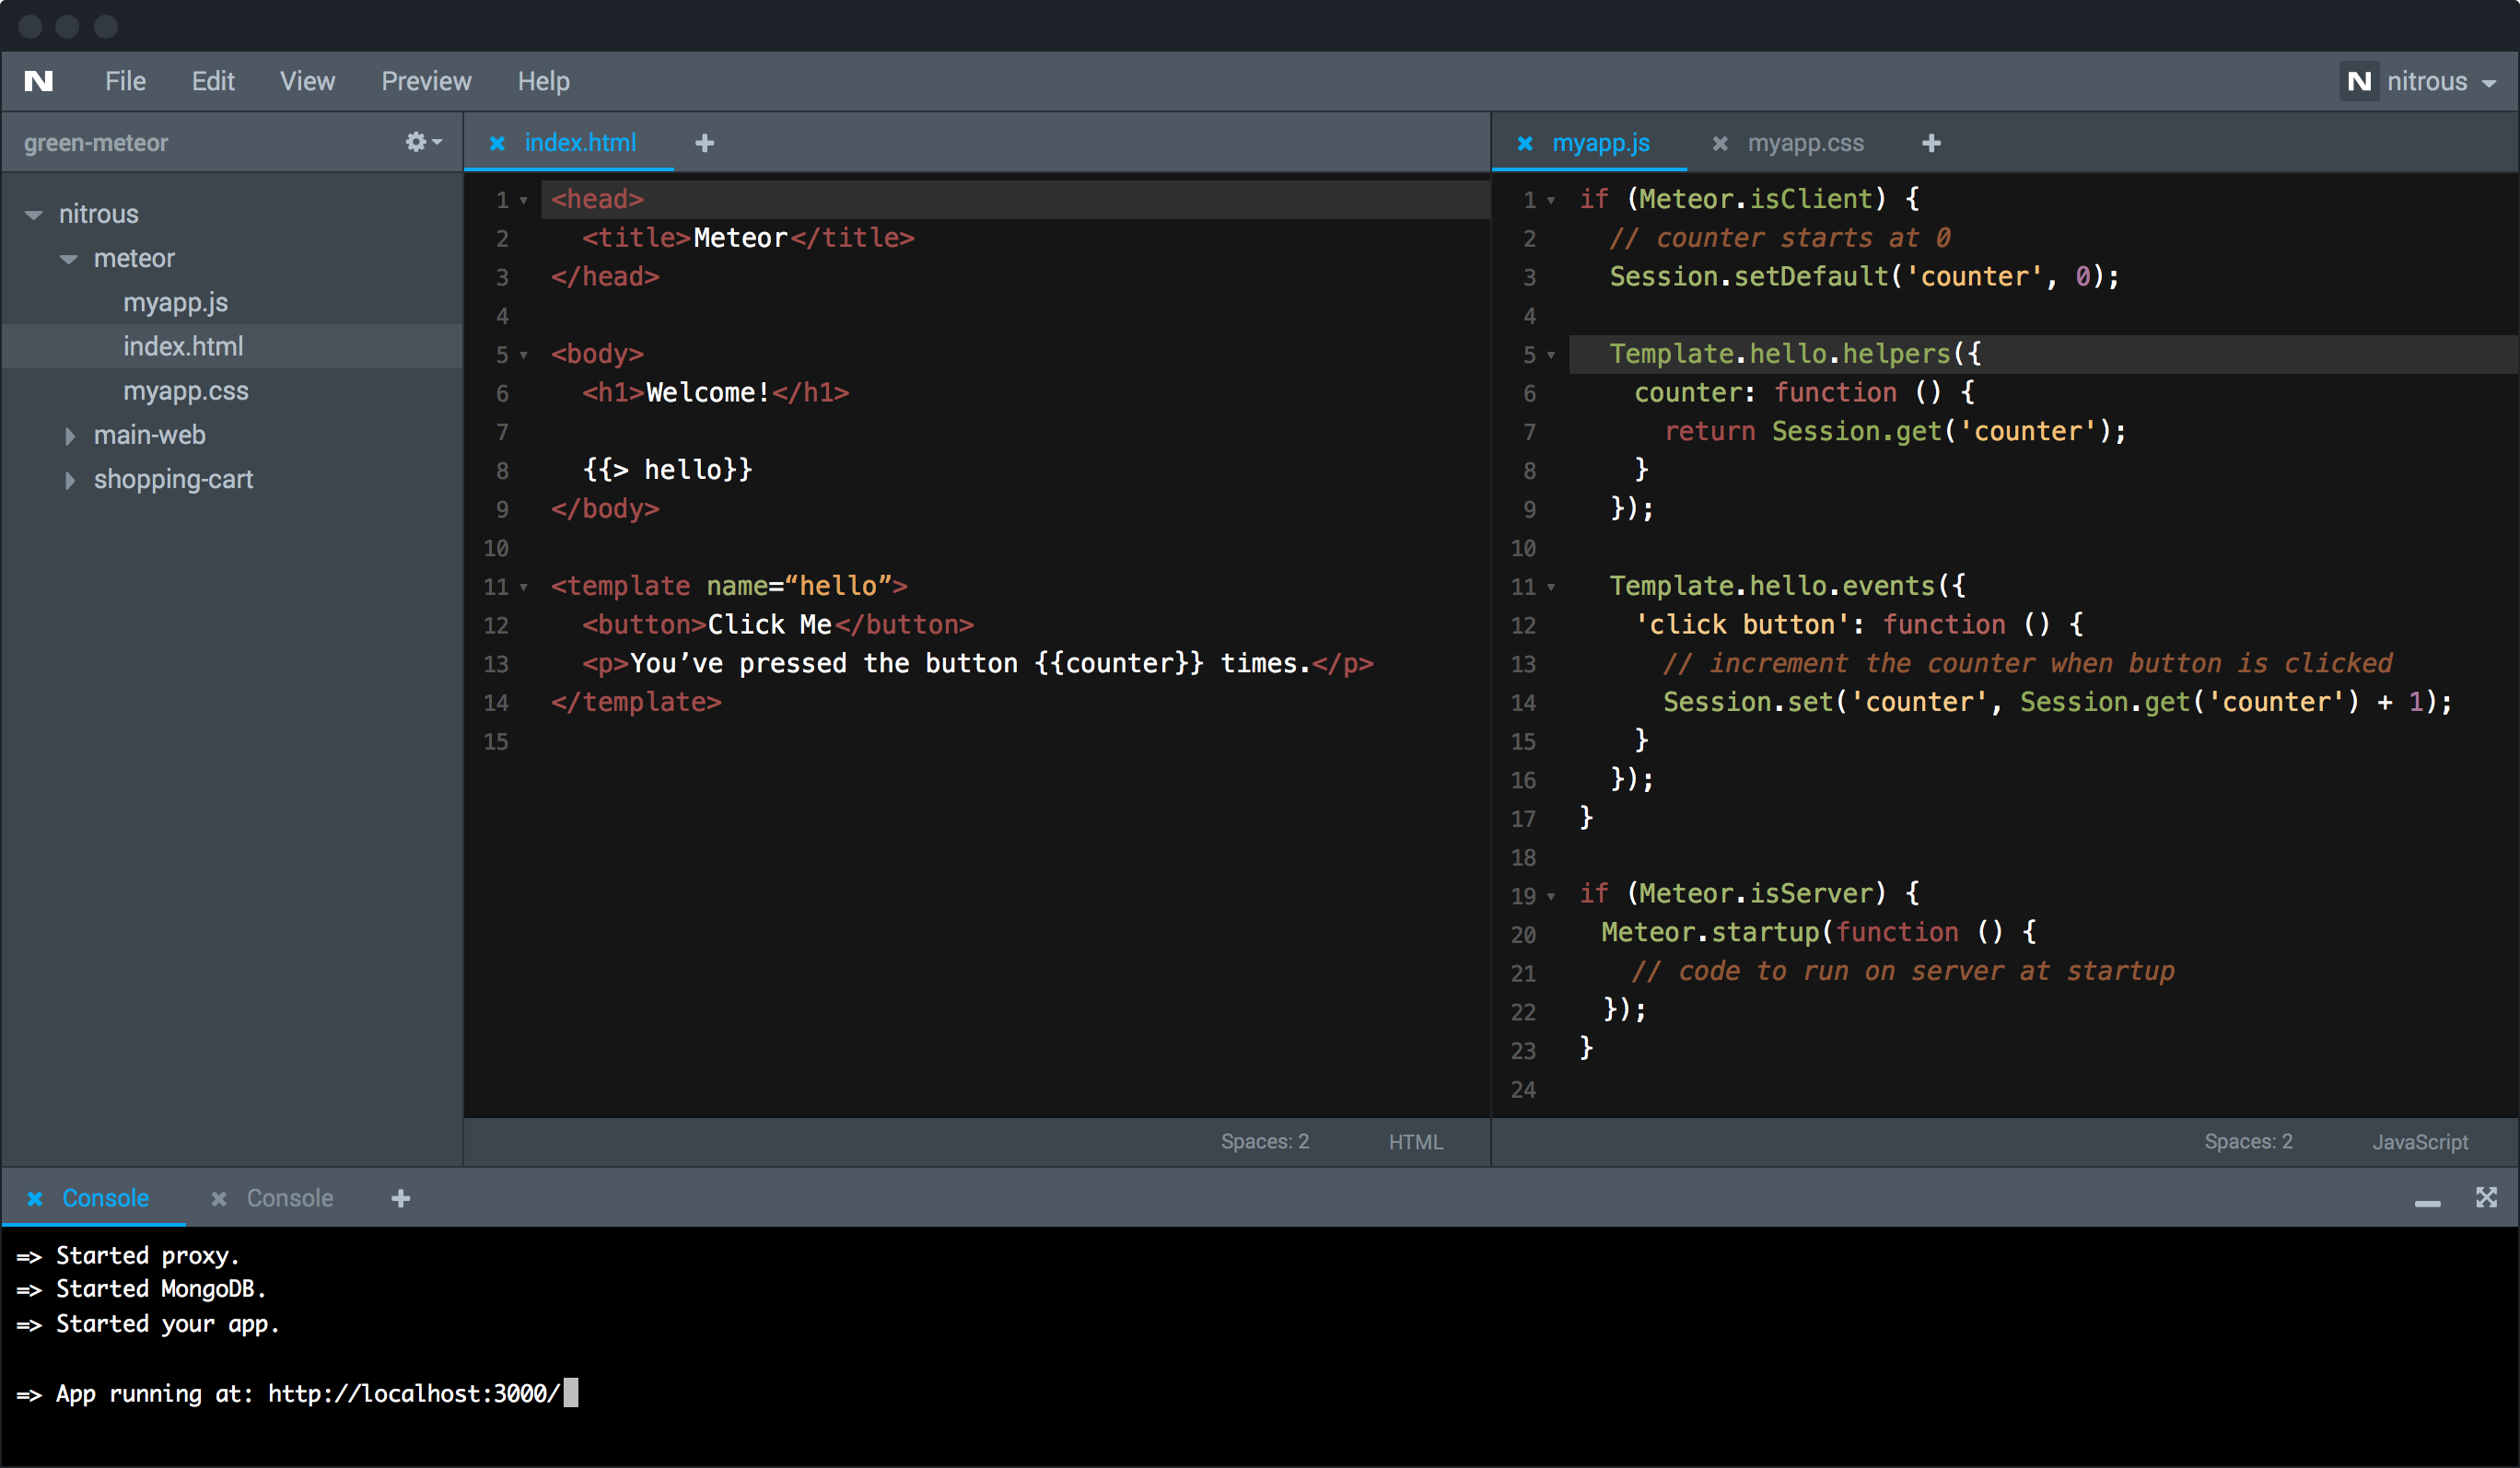 N File Edit View Preview Help N nitrous
green-meteor
nitrous
meteor
myapp.js
index.html
myapp.css
main-web
shopping-cart
index.html
1 <head>
2   <title>Meteor</title>
3 </head>
4
5 <body>
6   <h1>Welcome!</h1>
7
8   {{> hello}}
9 </body>
10
11 <template name=“hello”>
12   <button>Click Me</button>
13   <p>You’ve pressed the button {{counter}} times.</p>
14 </template>
15
Spaces: 2 HTML
myapp.js myapp.css
1 if (Meteor.isClient) {
2   // counter starts at 0
3   Session.setDefault('counter', 0);
4
5   Template.hello.helpers({
6     counter: function () {
7       return Session.get('counter');
8     }
9   });
10
11   Template.hello.events({
12     'click button': function () {
13       // increment the counter when button is clicked
14       Session.set('counter', Session.get('counter') + 1);
15     }
16   });
17 }
18
19 if (Meteor.isServer) {
20   Meteor.startup(function () {
21     // code to run on server at startup
22   });
23 }
24
Spaces: 2 JavaScript
Console Console
=> Started proxy.
=> Started MongoDB.
=> Started your app.
=> App running at: http://localhost:3000/